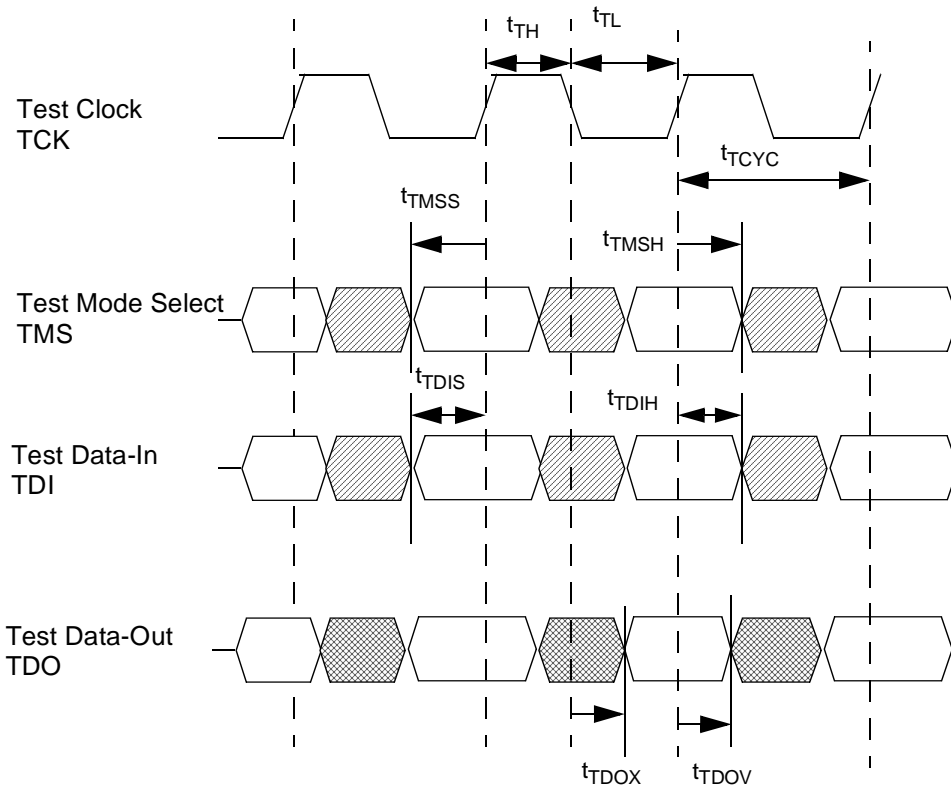 tTH
tTL
Test Clock
TCK
tTCYC
tTMSS
tTMSH
Test Mode Select
TMS
tTDIS
tTDIH
Test Data-In
TDI
Test Data-Out
TDO
tTDOX
tTDOV